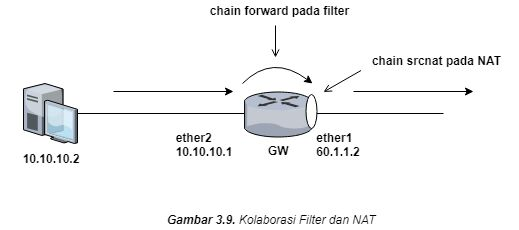 chain forward pada filter
chain srcnat pada NAT
ether2
10.10.10.1
ether1
60.1.1.2
GW
10.10.10.2
Gambar 3.9. Kolaborasi Filter dan NAT